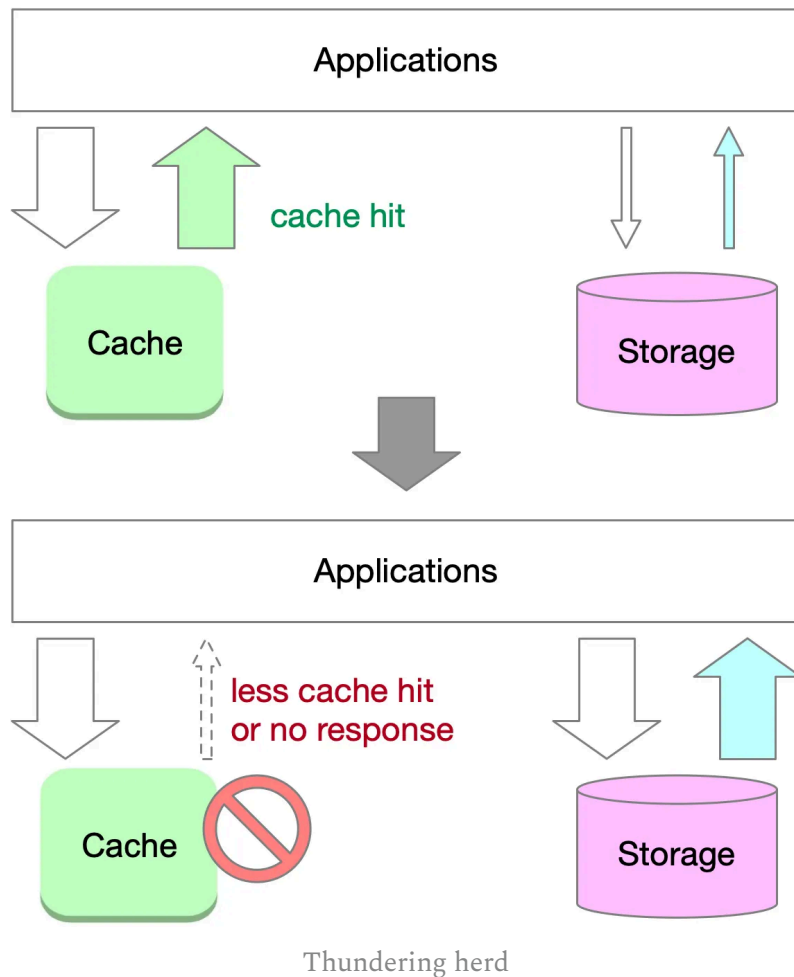 Applications
cache hit
Cache
Storage
Applications
less cache hit
or no response
Cache
Storage
Thundering herd